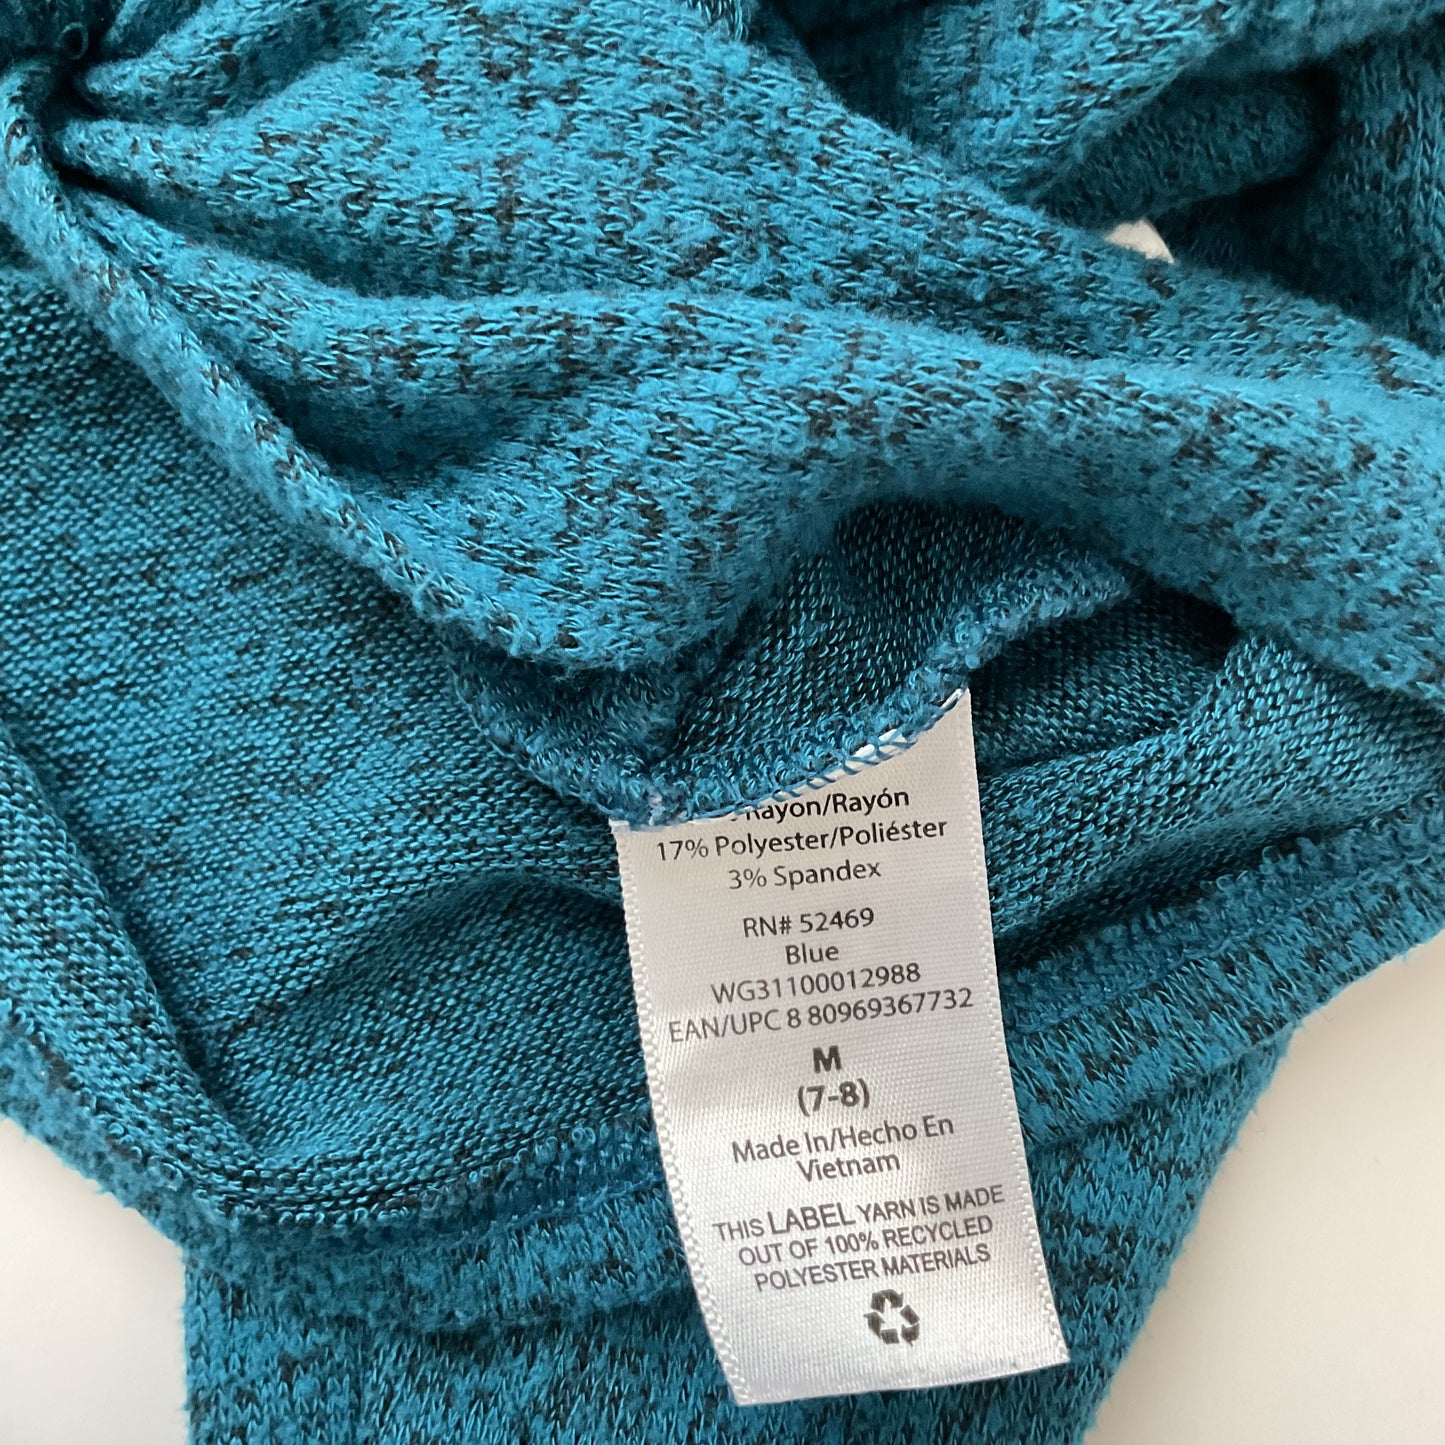 Rayon/Rayón
17% Polyester/Poliéster
3% Spandex
RN# 52469
Blue
WG31100012988
EAN/UPC 8 80969367732
M
(7-8)
Made In/Hecho En
Vietnam
THIS LABEL YARN IS MADE
OUT OF 100% RECYCLED
POLYESTER MATERIALS